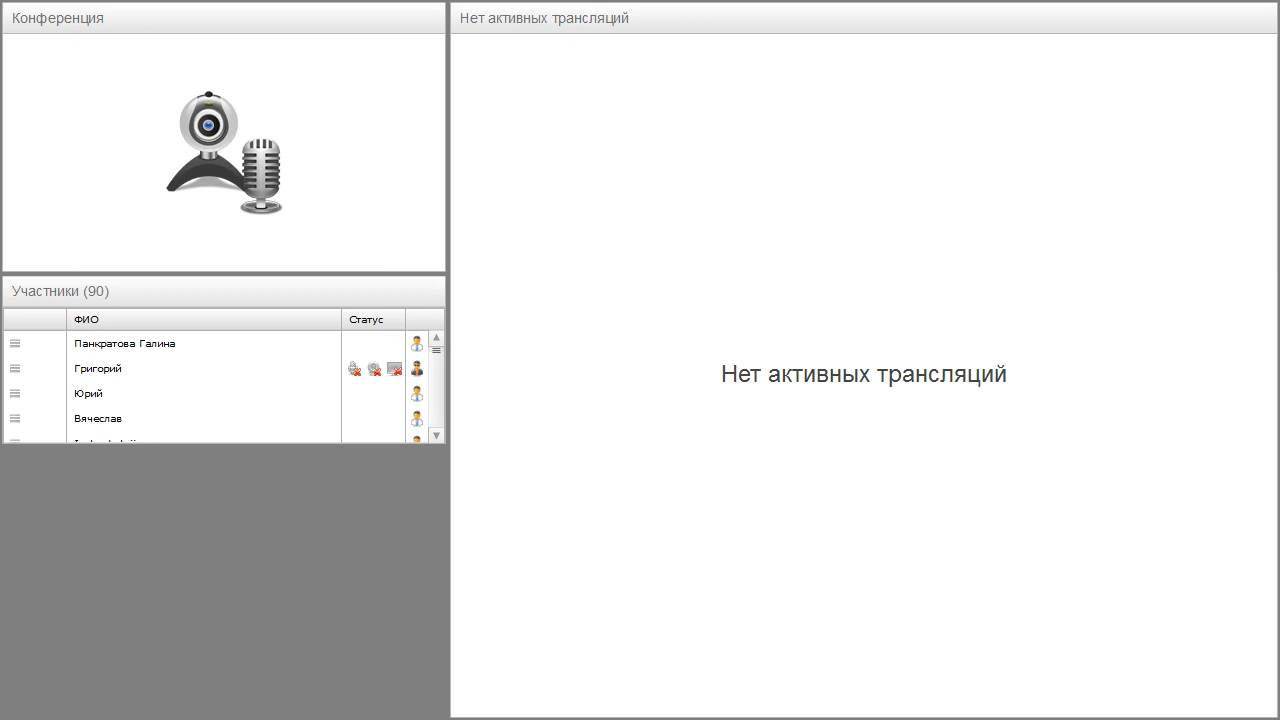 Конференция
Нет активных трансляций
Участники (90)
ФИО Статус
Панкратова Галина
Григорий
Юрий
Вячеслав
Нет активных трансляций